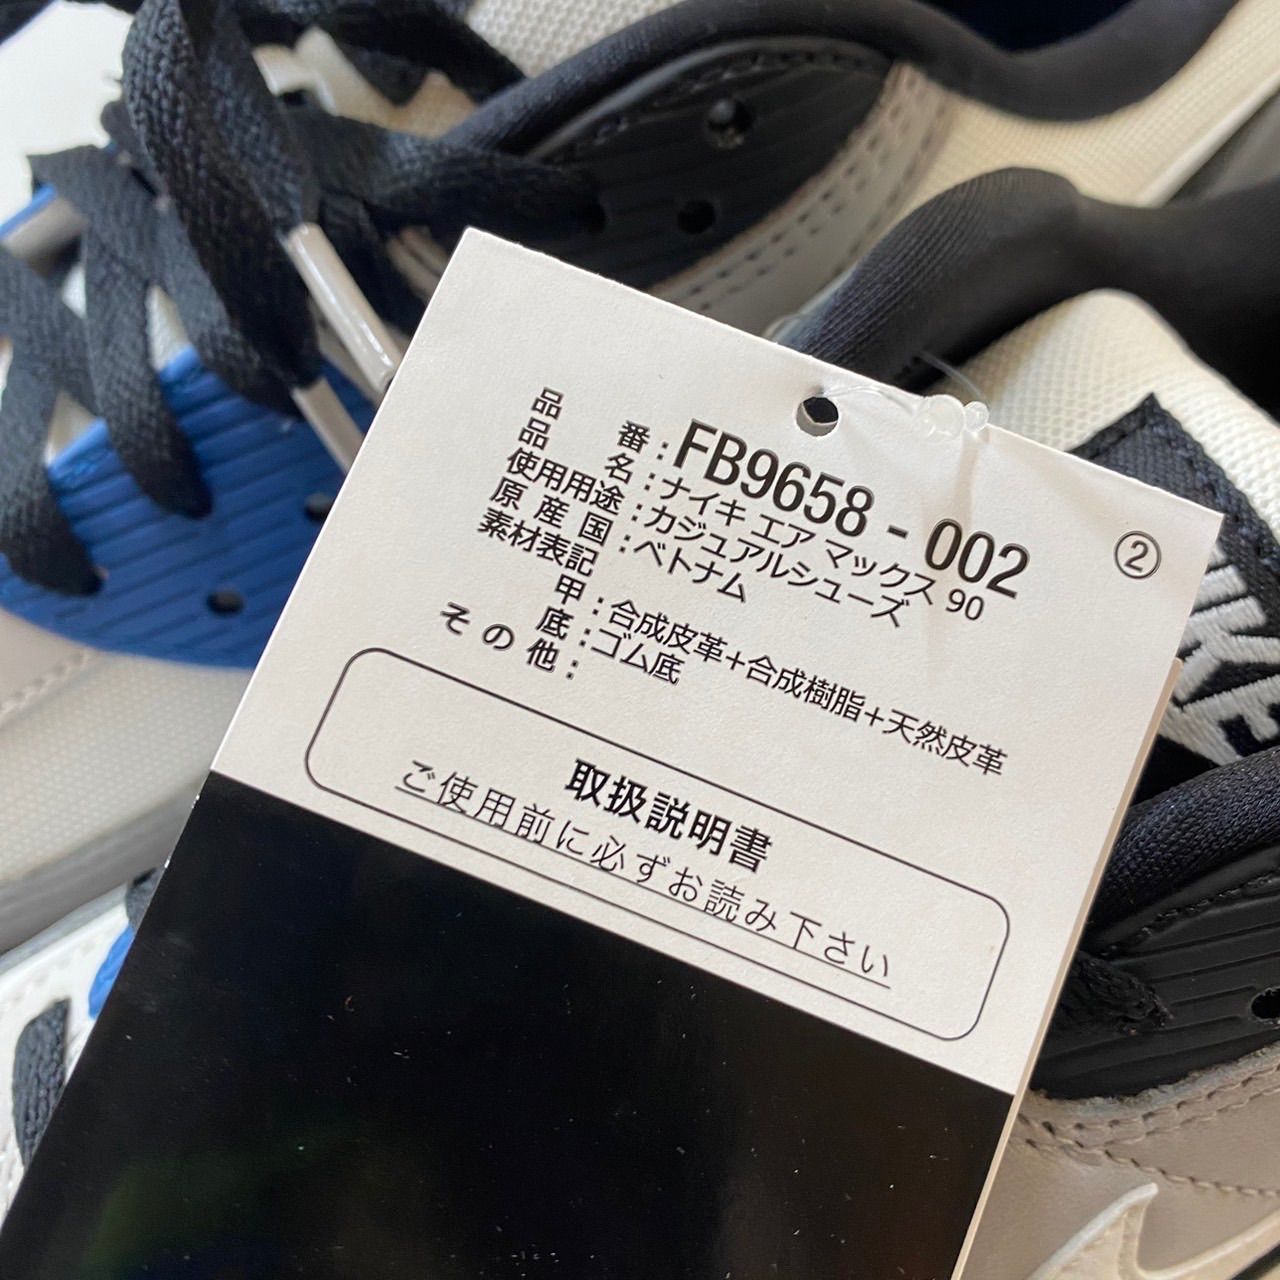 品番：FB9658-002
②
品名：ナイキ エア マックス 90
使用用途：カジュアルシューズ
原産国：ベトナム
素材表記
甲：合成皮革＋合成樹脂＋天然皮革
底：ゴム底
その他：
取扱説明書
ご使用前に必ずお読み下さい
NIKE